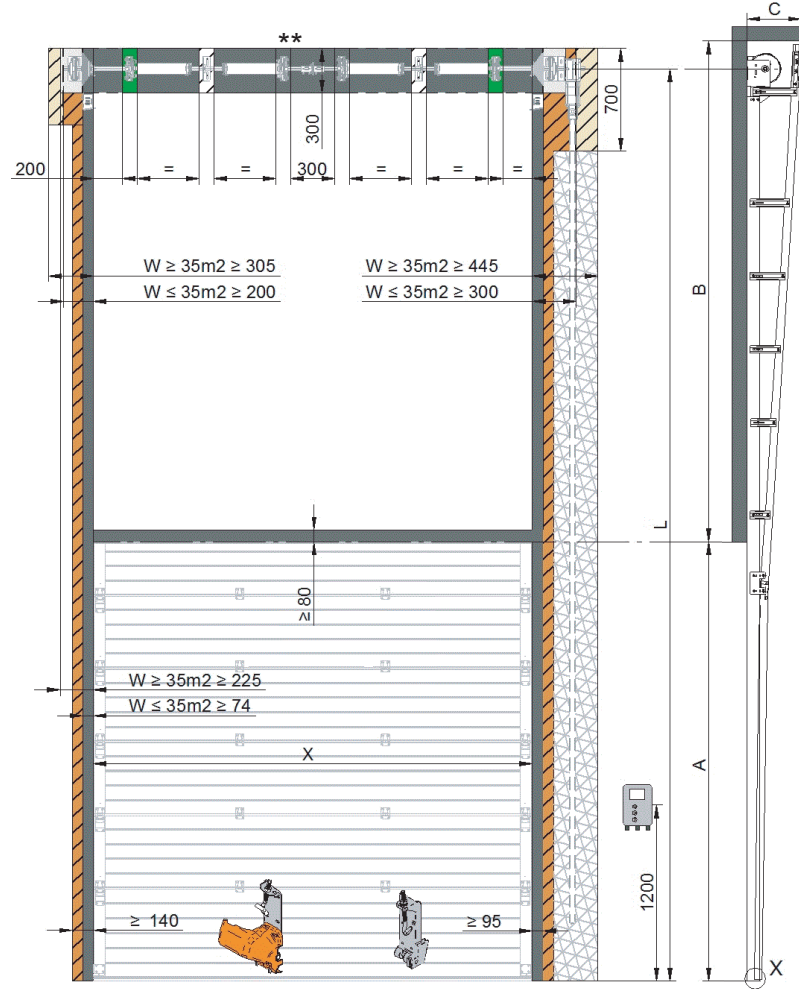 **
C
700
300
200
=
=
300
=
=
=
W ≥ 35m2 ≥ 305
W ≥ 35m2 ≥ 445
W ≤ 35m2 ≥ 200
W ≤ 35m2 ≥ 300
B
L
≥ 80
W ≥ 35m2 ≥ 225
W ≤ 35m2 ≥ 74
X
A
1200
≥ 140
≥ 95
X